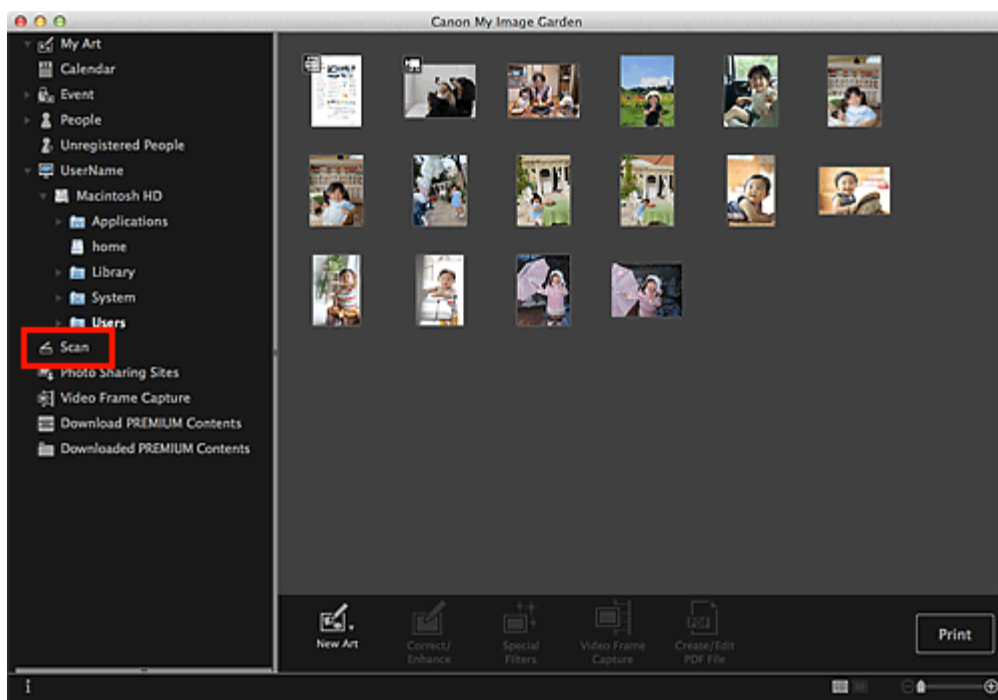 Canon My Image Garden
My Art
Calendar
Event
People
Unregistered People
UserName
Macintosh HD
Applications
home
Library
System
Users
Scan
Photo Sharing Sites
Video Frame Capture
Download PREMIUM Contents
Downloaded PREMIUM Contents
New Art
Correct/
Enhance
Special
Filters
Video Frame
Capture
Create/Edit
PDF File
Print